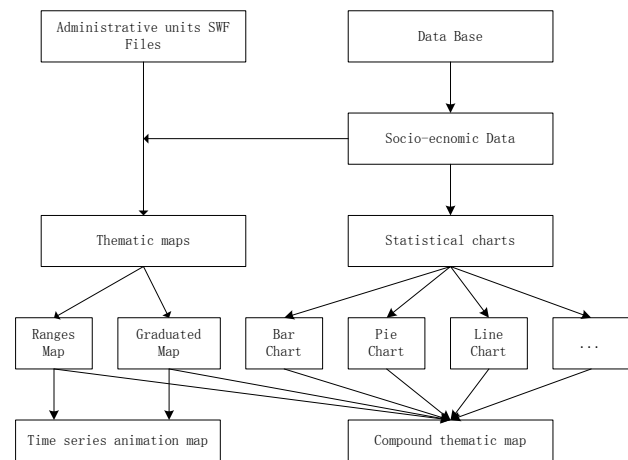 Administrative units SWF
Files
Data Base
Socio-ecnomic Data
Thematic maps
Statistical charts
Ranges
Map
Graduated
Map
Bar
Chart
Pie
Chart
Line
Chart
...
Time series animation map
Compound thematic map